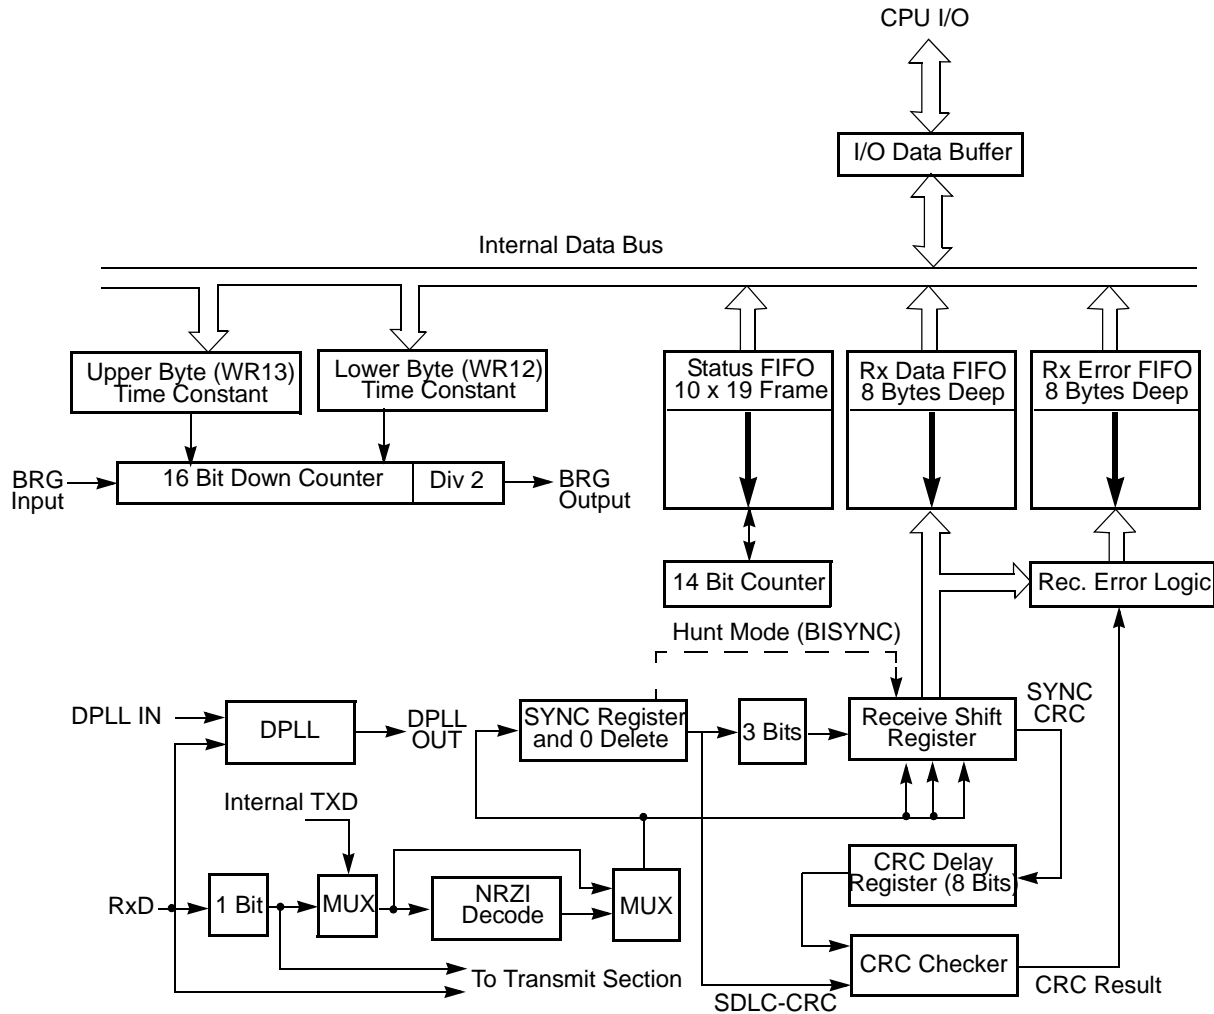 CPU I/O
I/O Data Buffer
Internal Data Bus
Upper Byte (WR13)
Time Constant
Lower Byte (WR12)
Time Constant
Status FIFO
10 x 19 Frame
Rx Data FIFO
8 Bytes Deep
Rx Error FIFO
8 Bytes Deep
BRG
Input
16 Bit Down Counter
Div 2
BRG
Output
14 Bit Counter
Rec. Error Logic
Hunt Mode (BISYNC)
DPLL IN
DPLL
DPLL
OUT
SYNC Register
and 0 Delete
3 Bits
Receive Shift
Register
SYNC
CRC
Internal TXD
RxD
1 Bit
MUX
NRZI
Decode
MUX
CRC Delay
Register (8 Bits)
CRC Checker
To Transmit Section
SDLC-CRC
CRC Result